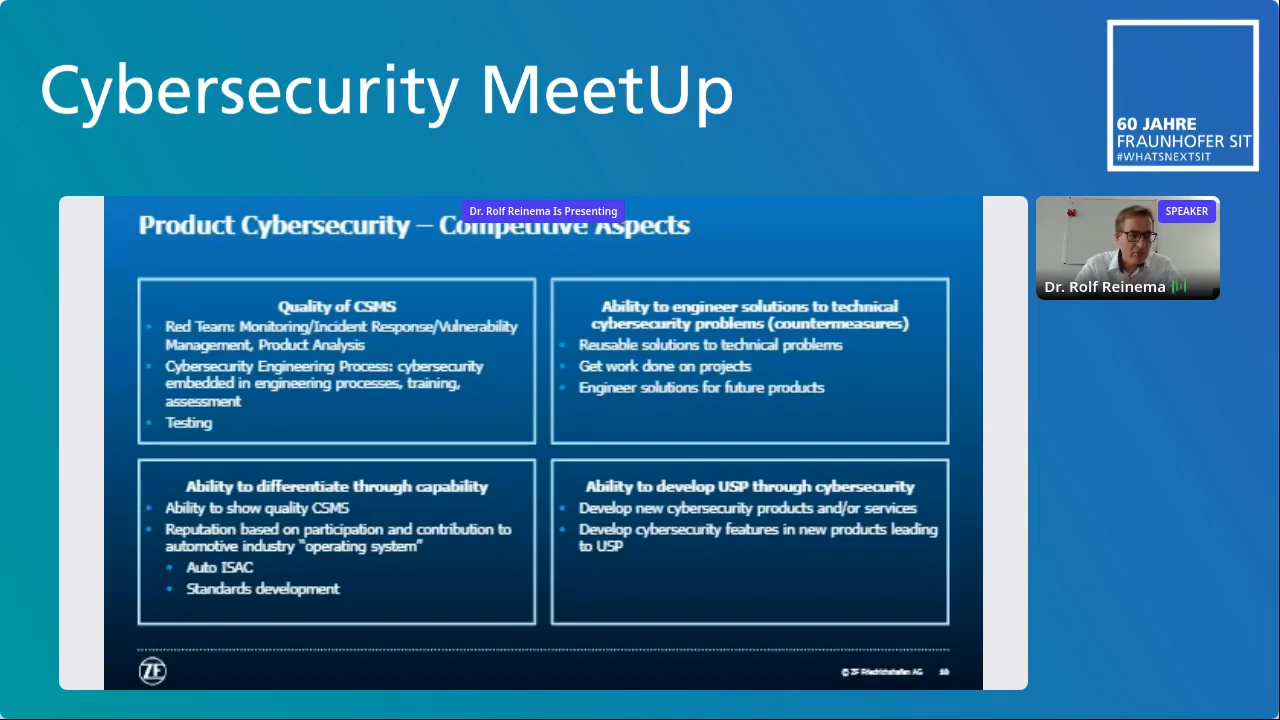 Cybersecurity MeetUp
60 JAHRE
FRAUNHOFER SIT
#WHATSNEXTSIT
Dr. Rolf Reinema Is Presenting
Product Cybersecurity – Competitive Aspects
Quality of CSMS
• Red Team: Monitoring/Incident Response/Vulnerability
Management, Product Analysis
• Cybersecurity Engineering Process: cybersecurity
embedded in engineering processes, training,
assessment
• Testing
Ability to engineer solutions to technical
cybersecurity problems (countermeasures)
• Reusable solutions to technical problems
• Get work done on projects
• Engineer solutions for future products
Ability to differentiate through capability
• Ability to show quality CSMS
• Reputation based on participation and contribution to
automotive industry "operating system"
• Auto ISAC
• Standards development
Ability to develop USP through cybersecurity
• Develop new cybersecurity products and/or services
• Develop cybersecurity features in new products leading
to USP
ZF
© ZF Friedrichshafen AG
SPEAKER
Dr. Rolf Reinema